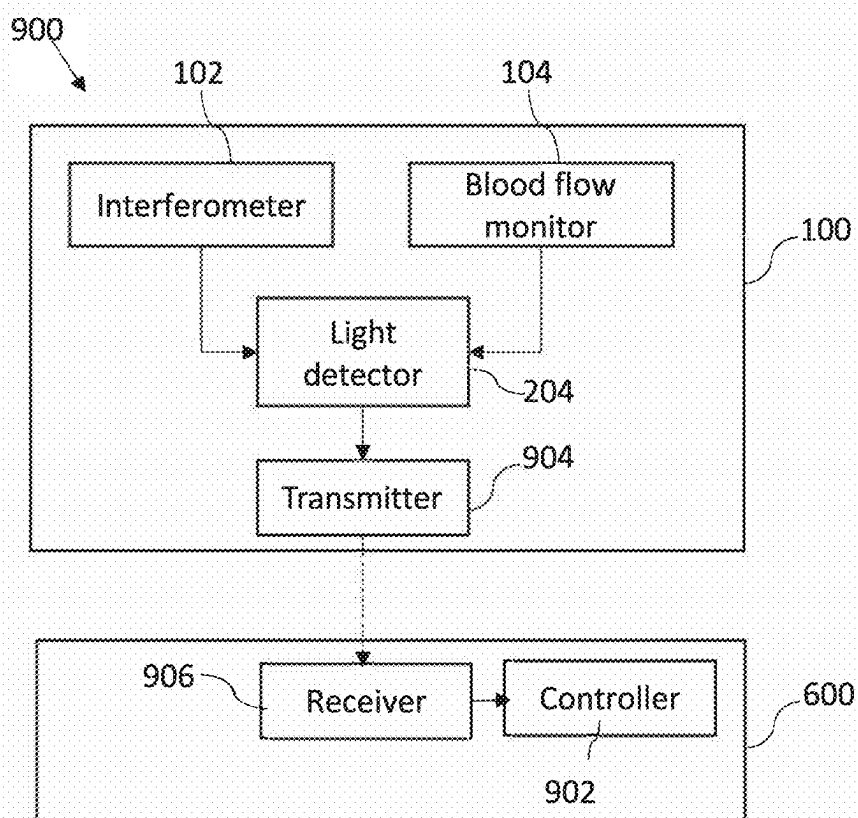 900
102
104
Interferometer
Blood flow
monitor
100
Light
detector
204
904
Transmitter
906
Receiver
Controller
600
902